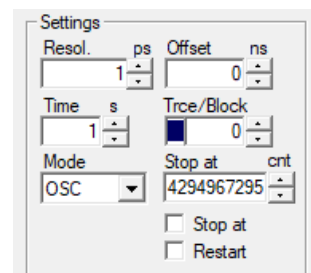 Settings
Resol. ps Offset ns
1 0
Time s Trce/Block
1 0
Mode Stop at cnt
OSC 4294967295
Stop at
Restart